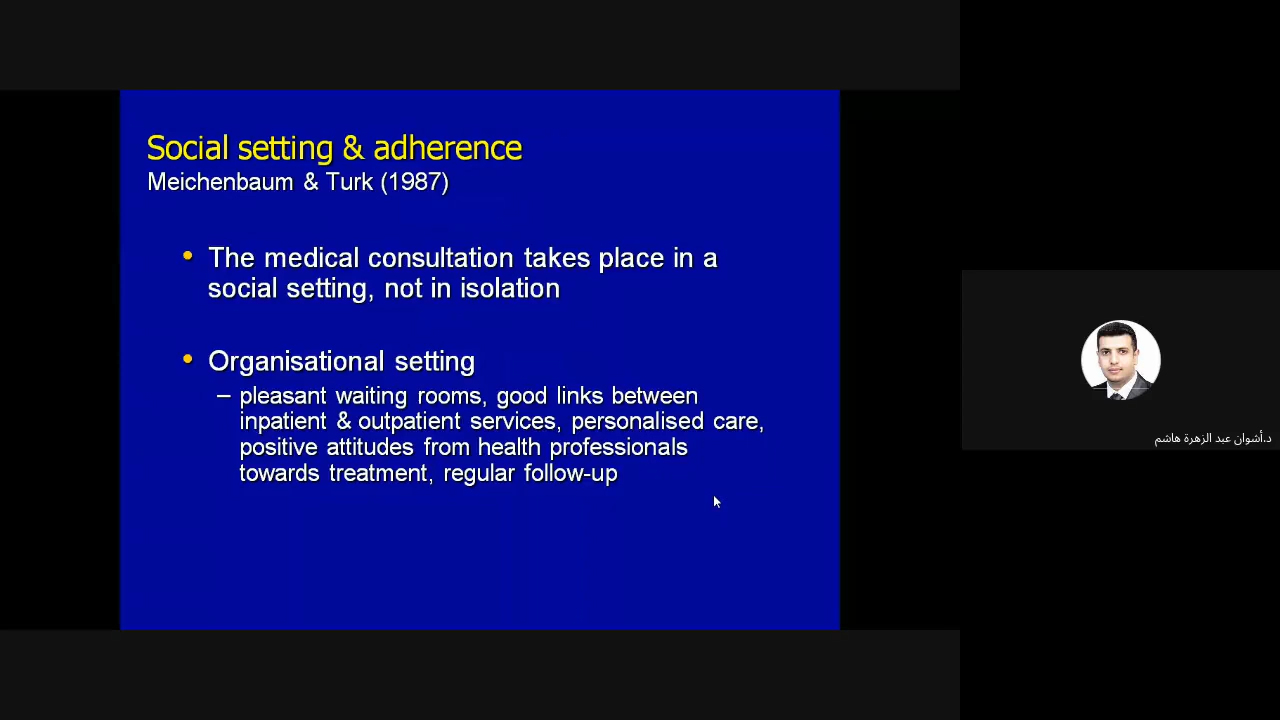 Social setting & adherence
Meichenbaum & Turk (1987)
• The medical consultation takes place in a
social setting, not in isolation
• Organisational setting
– pleasant waiting rooms, good links between
inpatient & outpatient services, personalised care,
positive attitudes from health professionals
towards treatment, regular follow-up
د.أشوان عبد الزهرة هاشم